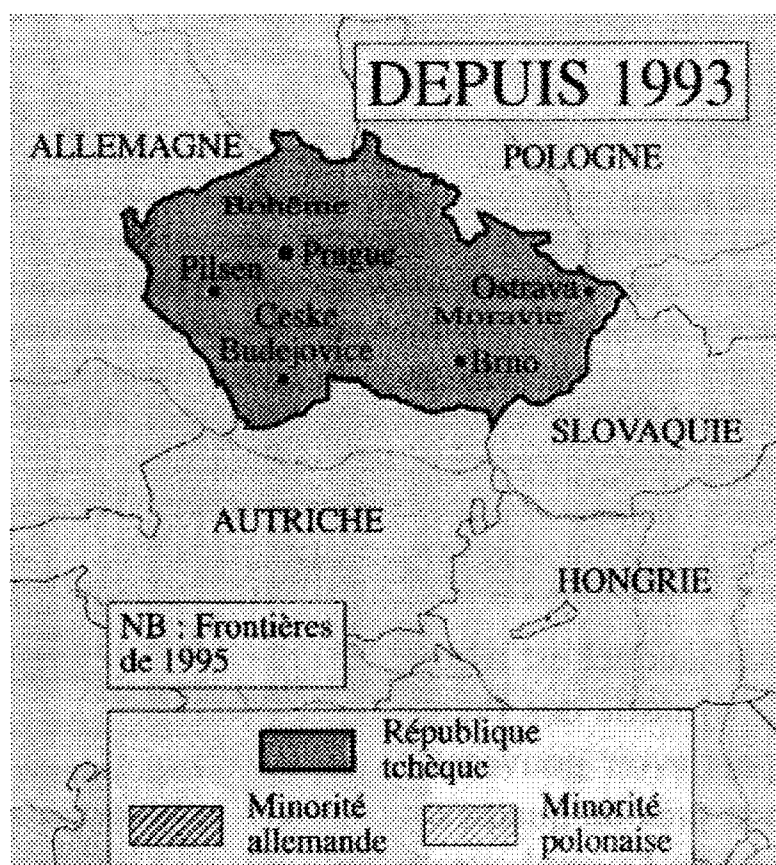 DEPUIS 1993
ALLEMAGNE
POLOGNE
Bohême
Prague
Pilsen
Ostrava
Ceské
Moravie
Budejovice
Brno
SLOVAQUIE
AUTRICHE
HONGRIE
NB : Frontières
de 1995
République
tchèque
Minorité
allemande
Minorité
polonaise